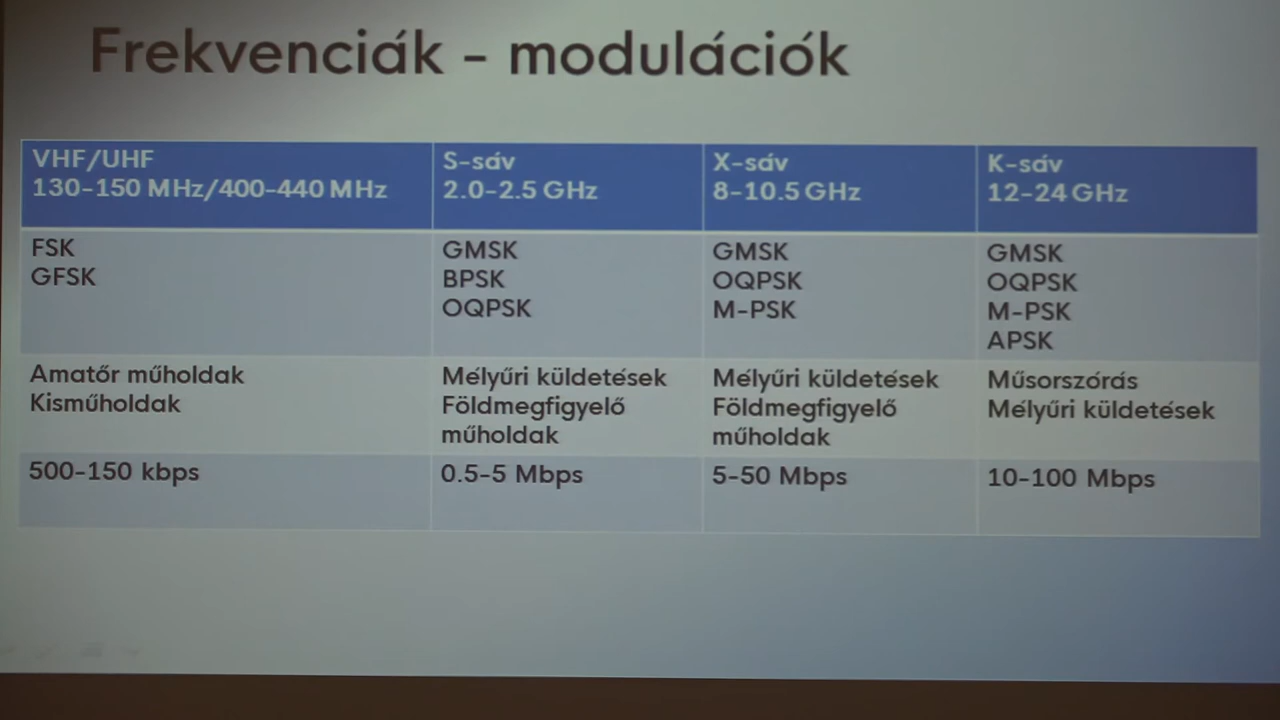 Frekvenciák - modulációk
VHF/UHF
130-150 MHz/400-440 MHz
S-sáv
2.0-2.5 GHz
X-sáv
8-10.5 GHz
K-sáv
12-24 GHz
FSK
GFSK
GMSK
BPSK
OQPSK
GMSK
OQPSK
M-PSK
GMSK
OQPSK
M-PSK
APSK
Amatőr műholdak
Kisműholdak
Mélyűri küldetések
Földmegfigyelő
műholdak
Mélyűri küldetések
Földmegfigyelő
műholdak
Műsorszórás
Mélyűri küldetések
500-150 kbps
0.5-5 Mbps
5-50 Mbps
10-100 Mbps